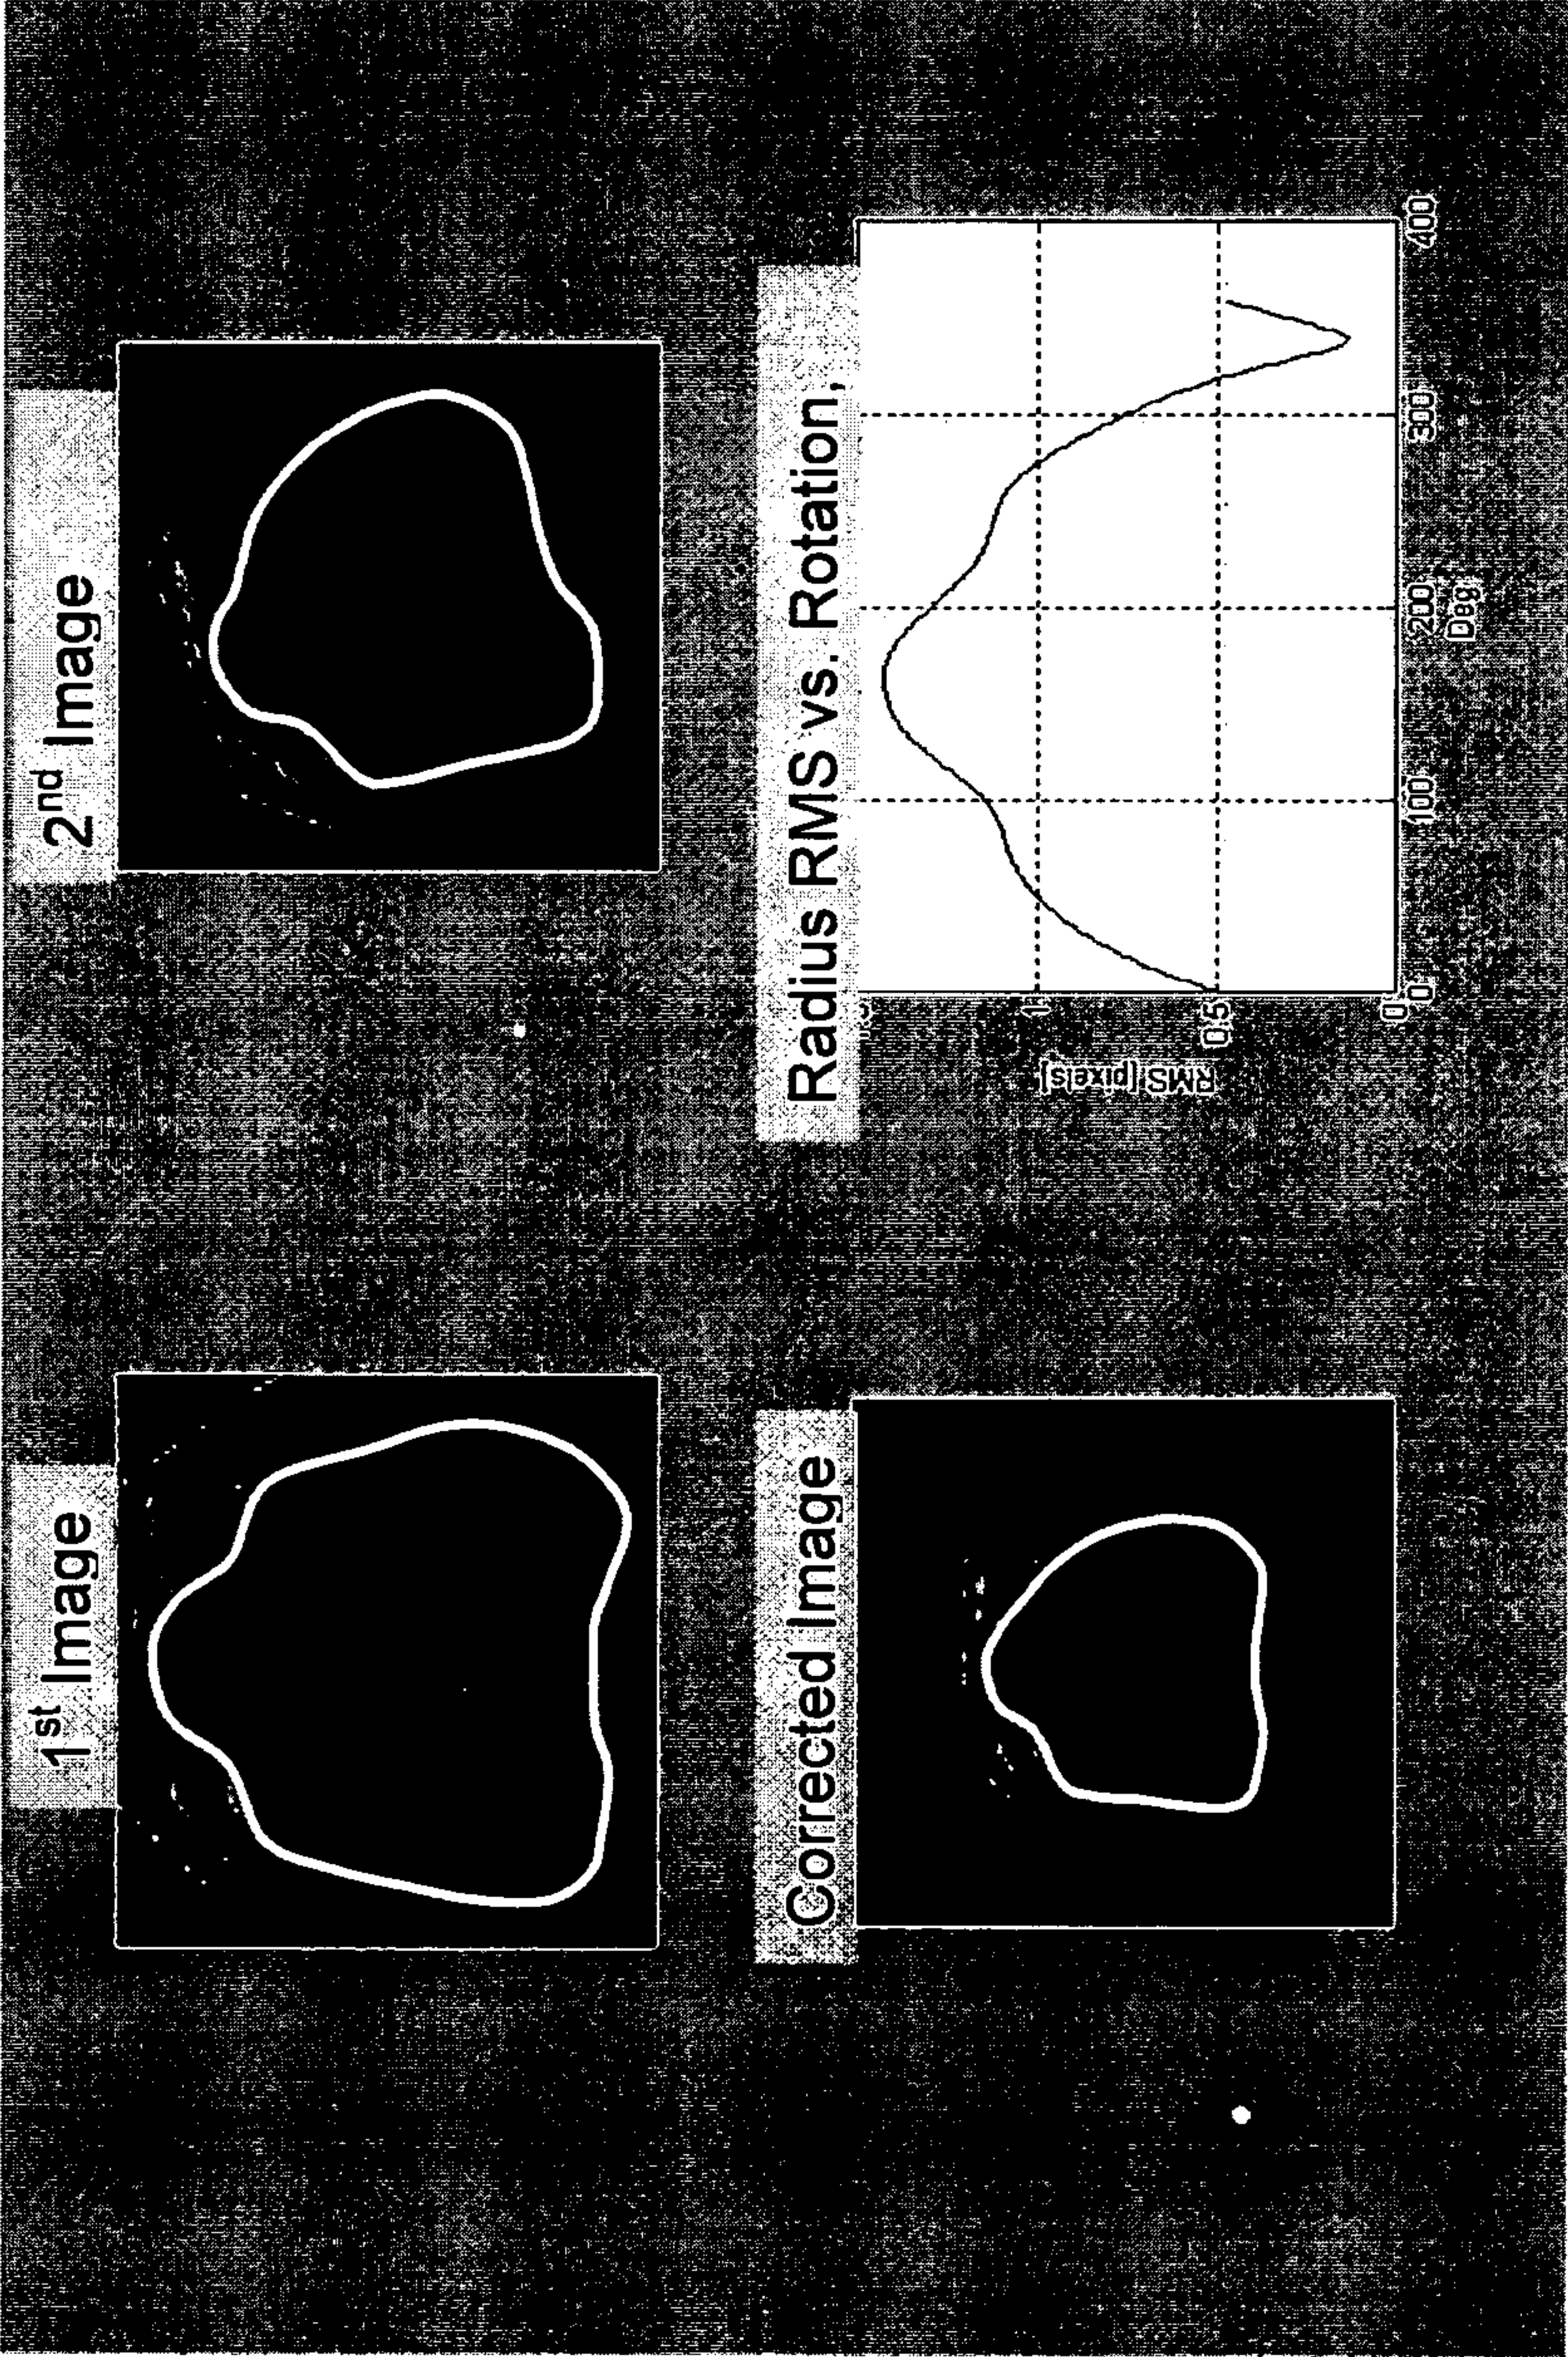 1st Image
2nd Image
Corrected Image
Radius RMS vs. Rotation,
RMS [pixels]
1
0.5
0
0
100
200
300
400
Deg.